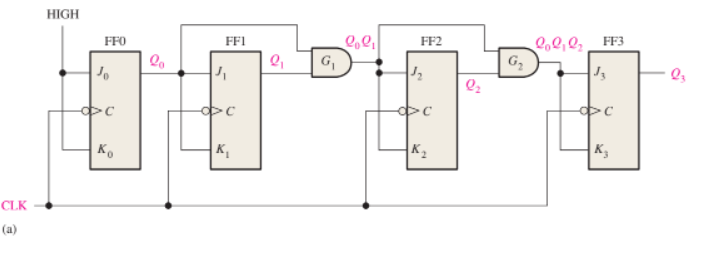 HIGH
FF0 FF1 FF2 FF3
Q₀ Q₁ Q₀Q₁ Q₂ Q₀Q₁Q₂ Q₃
G₁ G₂
J₀ J₁ J₂ J₃
C C C C
K₀ K₁ K₂ K₃
CLK
(a)